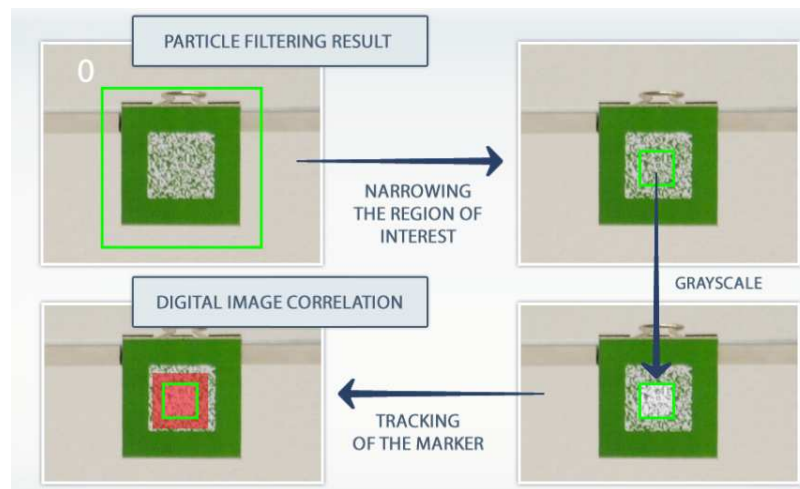 PARTICLE FILTERING RESULT
0
NARROWING
THE REGION OF
INTEREST
GRAYSCALE
DIGITAL IMAGE CORRELATION
TRACKING
OF THE MARKER